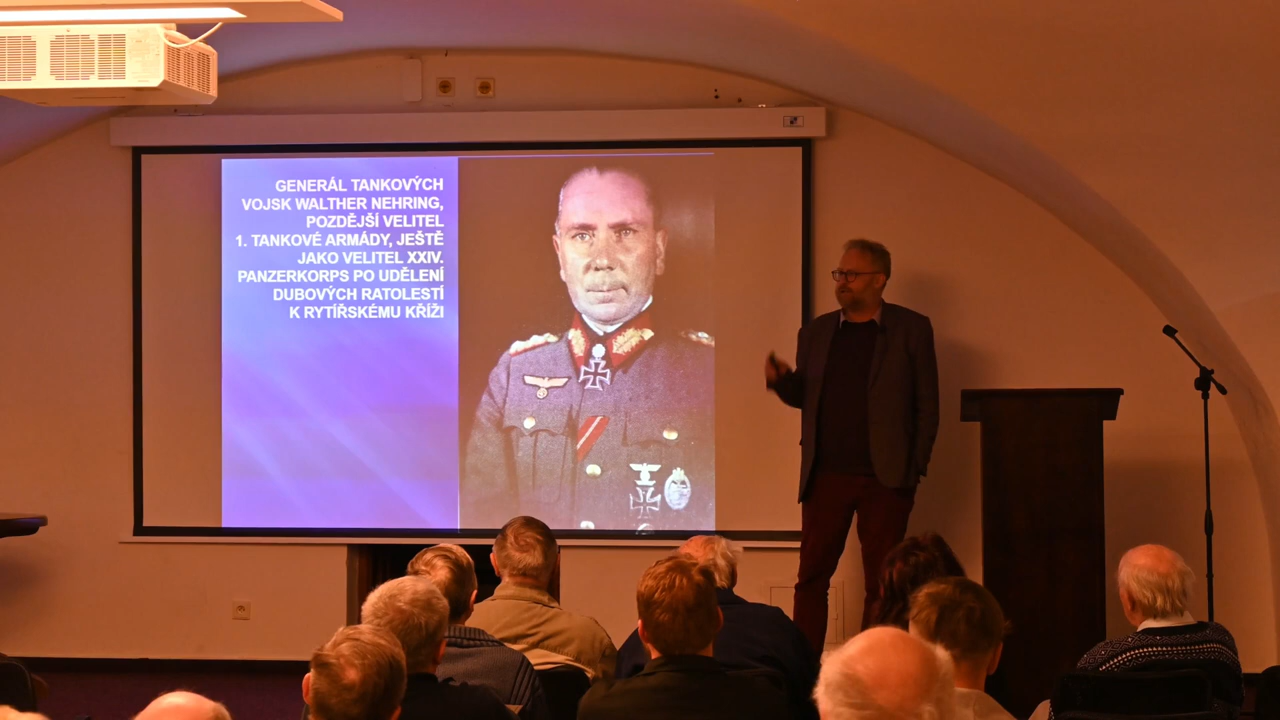 GENERÁL TANKOVÝCH
VOJSK WALTHER NEHRING,
POZDĚJŠÍ VELITEL
1. TANKOVÉ ARMÁDY, JEŠTĚ
JAKO VELITEL XXIV.
PANZERKORPS PO UDĚLENÍ
DUBOVÝCH RATOLESTÍ
K RYTÍŘSKÉMU KŘÍŽI